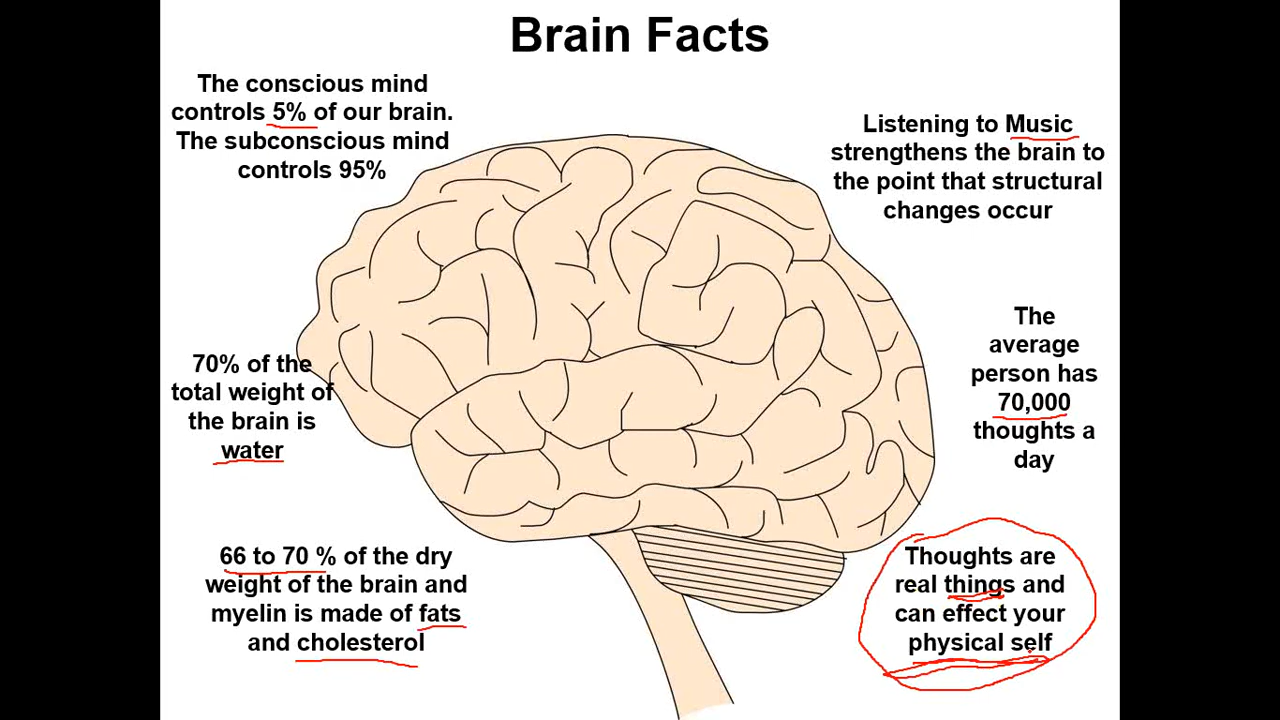 Brain Facts
The conscious mind
controls 5% of our brain.
The subconscious mind
controls 95%
Listening to Music
strengthens the brain to
the point that structural
changes occur
70% of the
total weight of
the brain is
water
The
average
person has
70,000
thoughts a
day
66 to 70 % of the dry
weight of the brain and
myelin is made of fats
and cholesterol
Thoughts are
real things and
can effect your
physical self